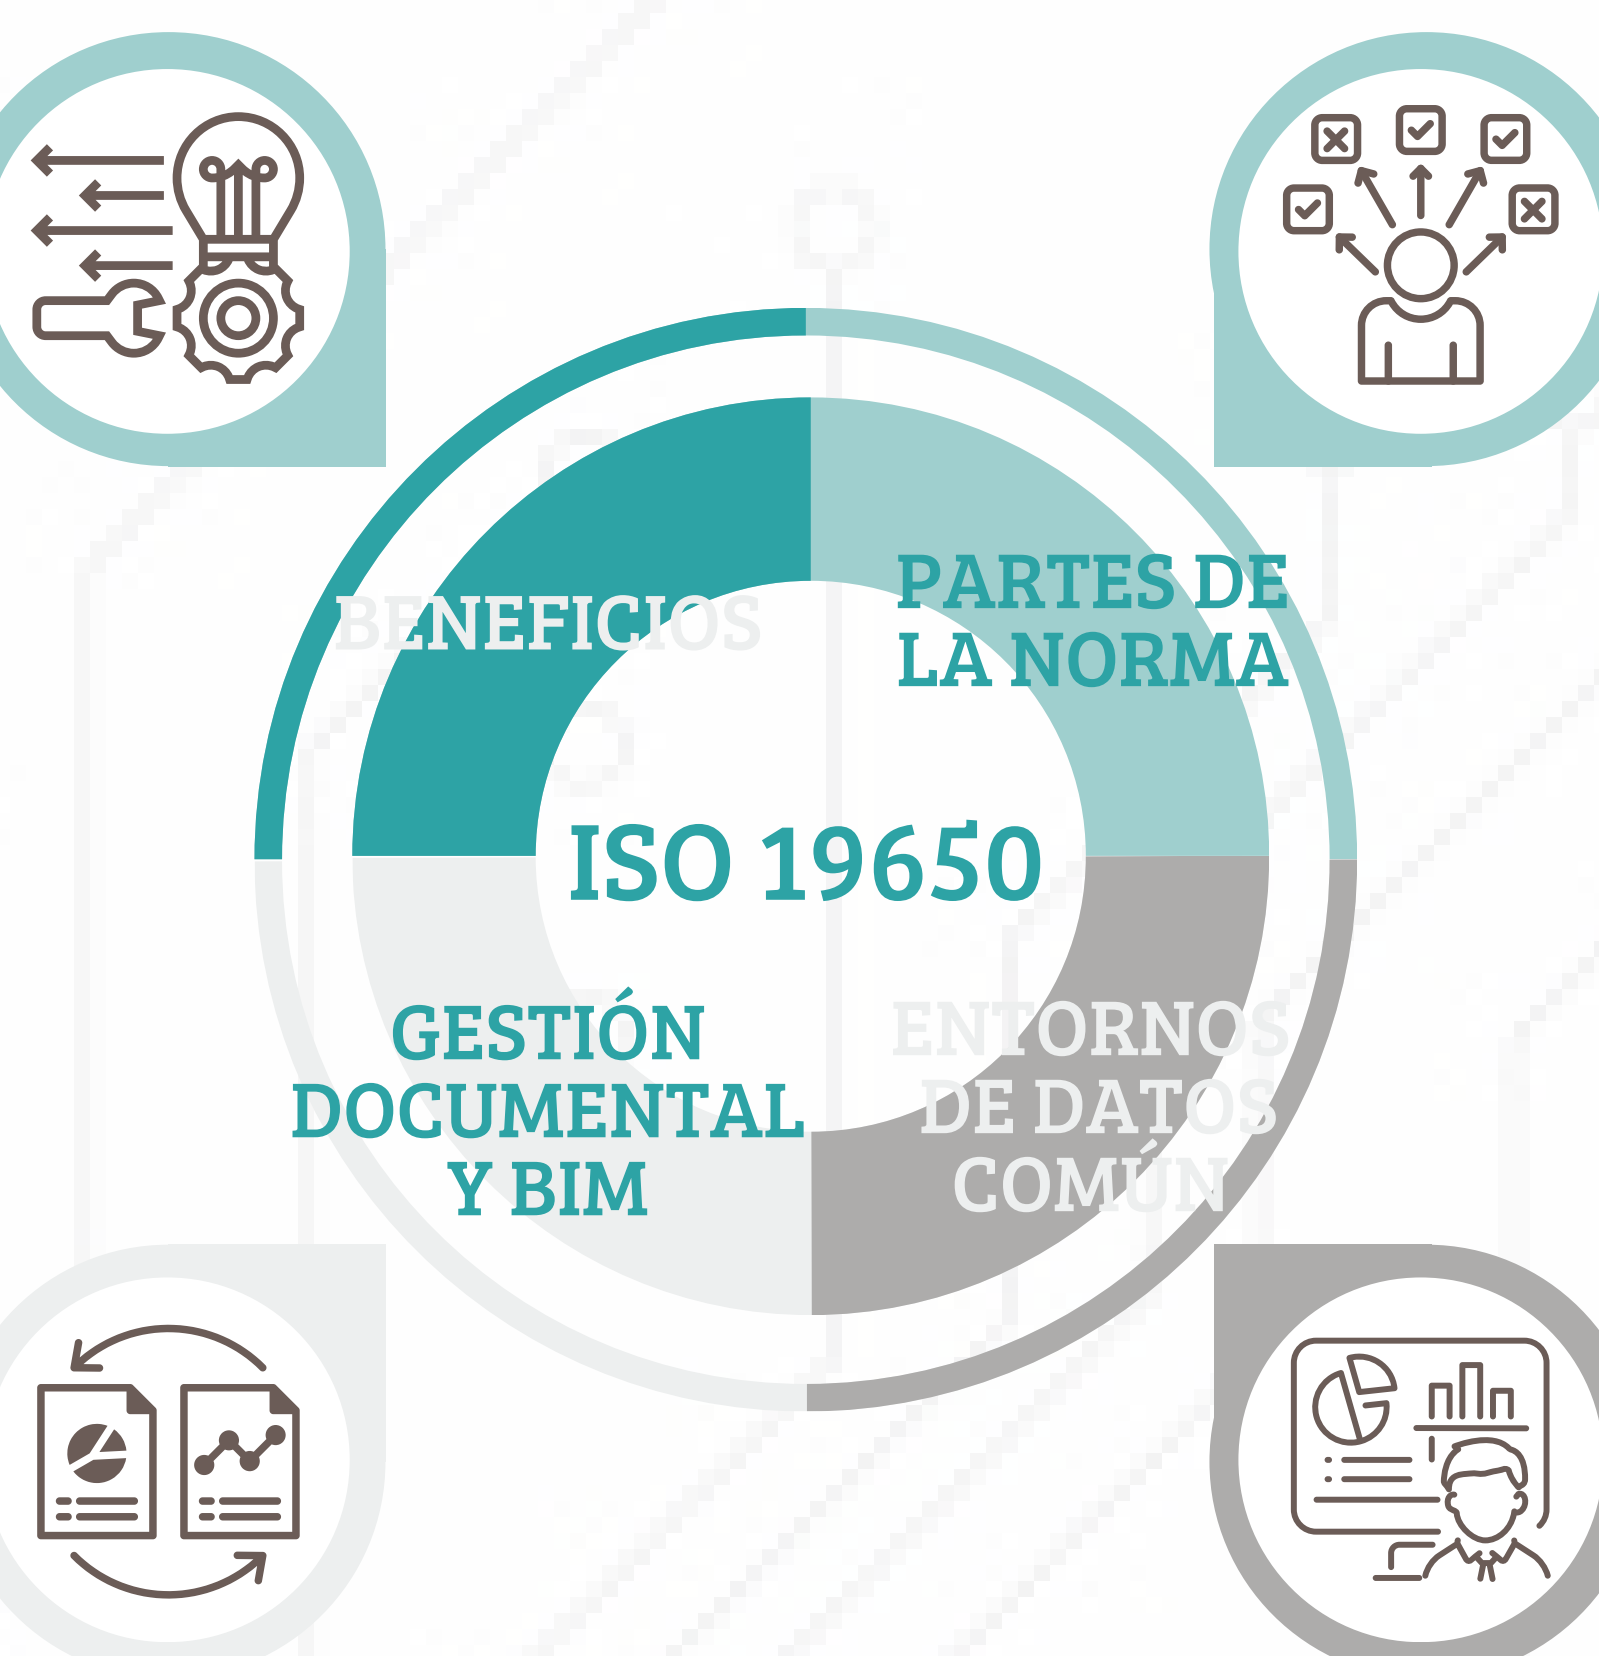 BENEFICIOS
PARTES DE
LA NORMA
ISO 19650
GESTIÓN
DOCUMENTAL
Y BIM
ENTORNOS
DE DATOS
COMÚN